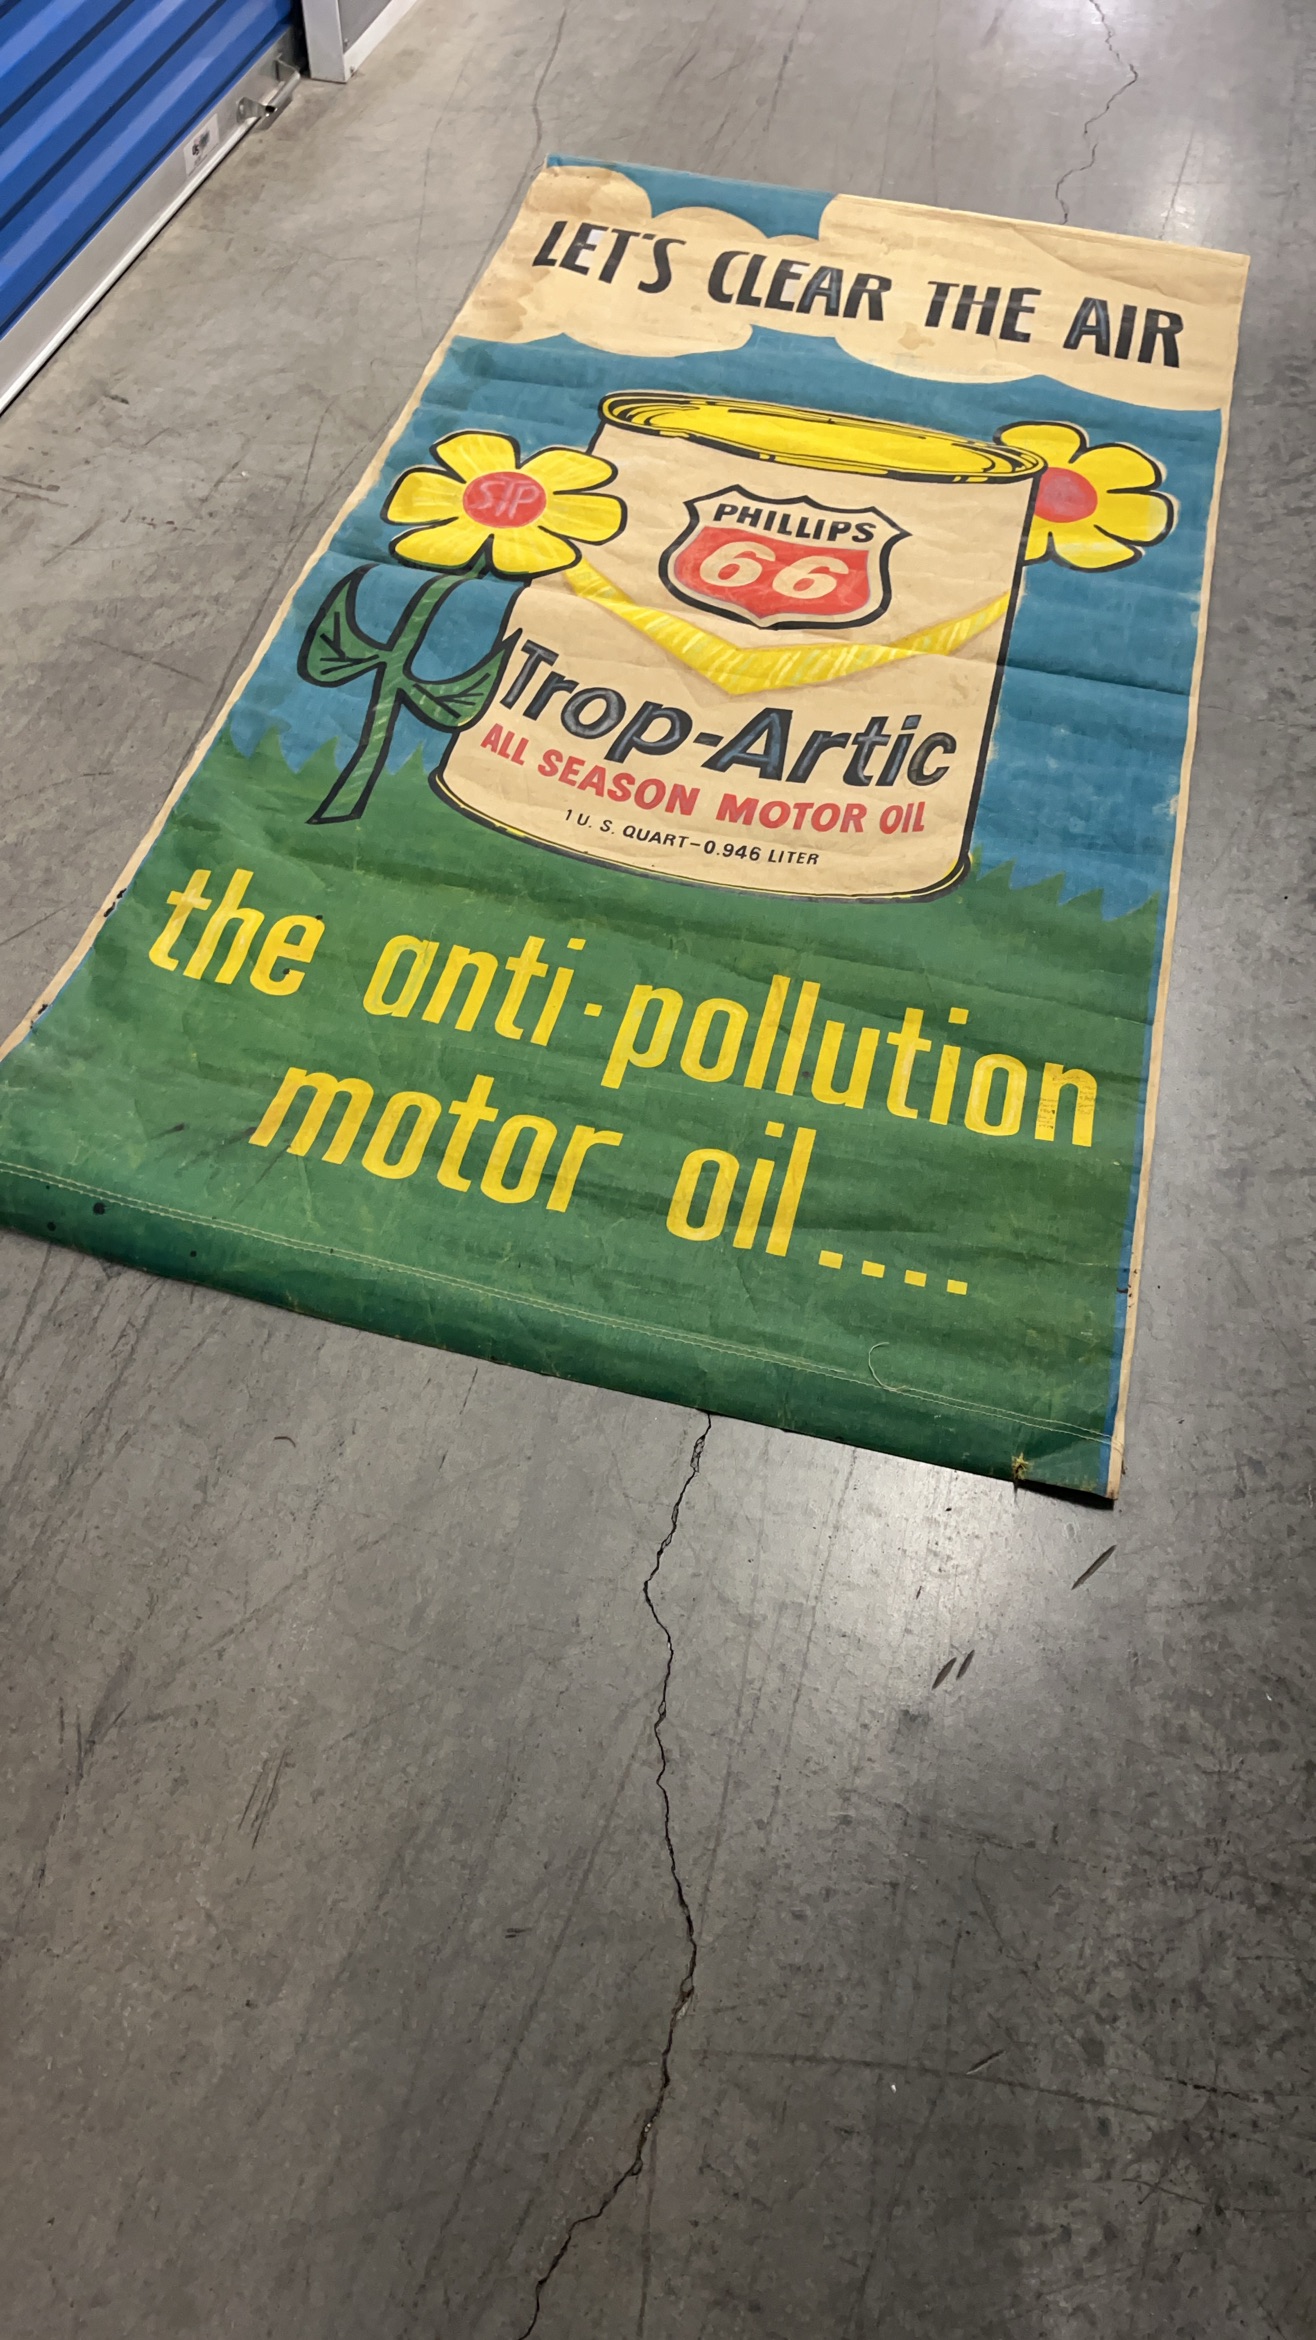 LET'S CLEAR THE AIR
STP
PHILLIPS
66
Trop-Artic
ALL SEASON MOTOR OIL
1 U. S. QUART-0.946 LITER
the anti-pollution
motor oil....